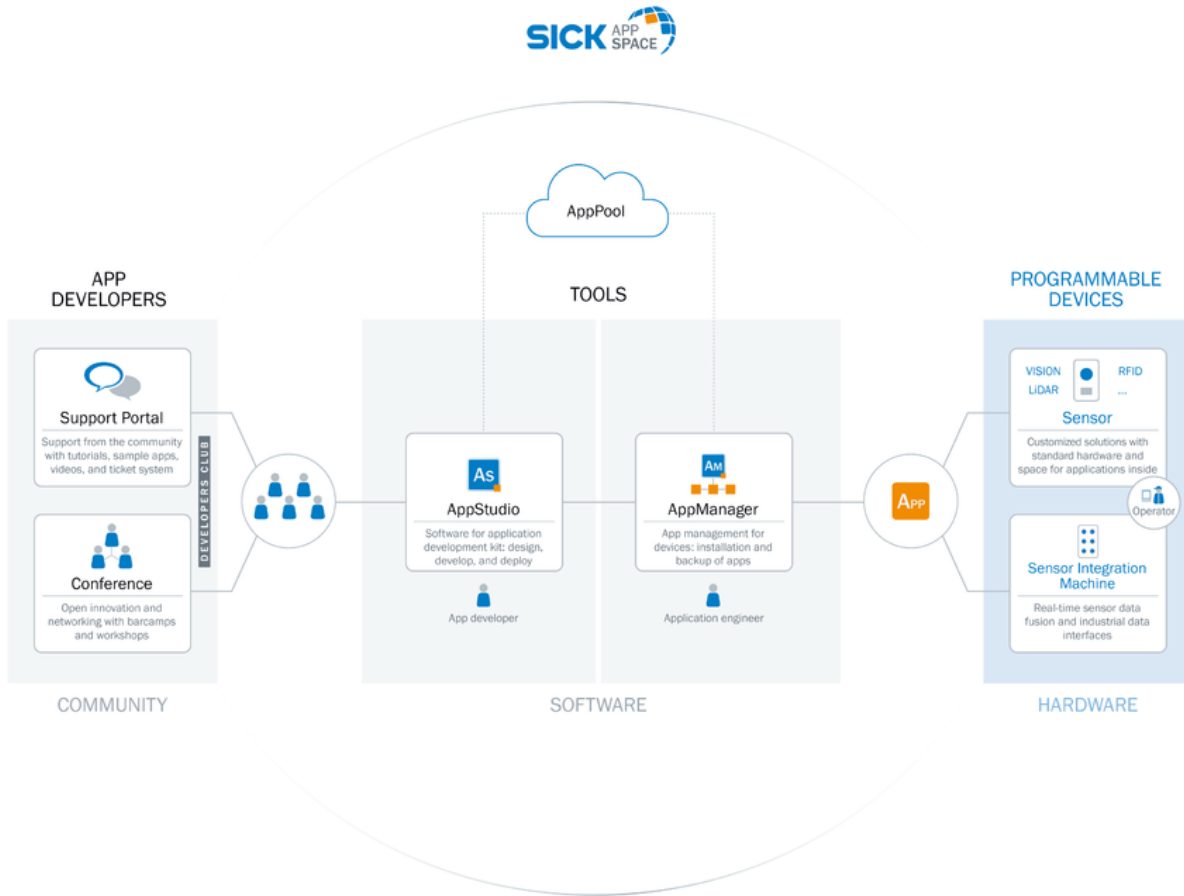 SICK APP
SPACE
AppPool
APP
DEVELOPERS
TOOLS
PROGRAMMABLE
DEVICES
Support Portal
Support from the community
with tutorials, sample apps,
videos, and ticket system
Conference
Open innovation and
networking with barcamps
and workshops
DEVELOPERS CLUB
As
AppStudio
Software for application
development kit: design,
develop, and deploy
App developer
AM
AppManager
App management for
devices: installation and
backup of apps
Application engineer
APP
VISION
RFID
LiDAR
...
Sensor
Customized solutions with
standard hardware and
space for applications inside
Operator
Sensor Integration
Machine
Real-time sensor data
fusion and industrial data
interfaces
COMMUNITY
SOFTWARE
HARDWARE